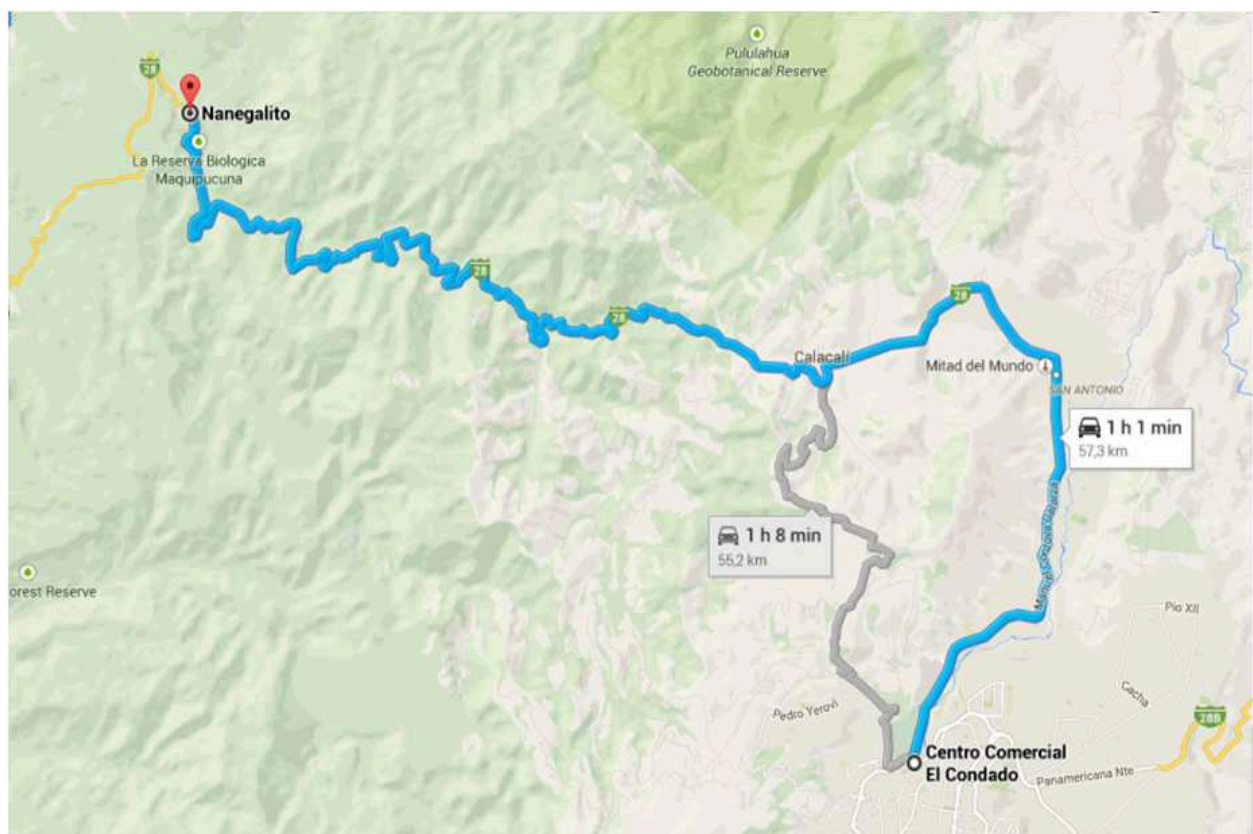 Pululahua
Geobotanical Reserve
28
Nanegalito
La Reserva Biologica
Maquipucuna
28
28
28
Calacalí
Mitad del Mundo
SAN ANTONIO
1 h 1 min
57,3 km
1 h 8 min
55,2 km
orest Reserve
Pio XII
Pedro Yerovi
Cacha
28B
Centro Comercial
El Condado
Panamericana Nte